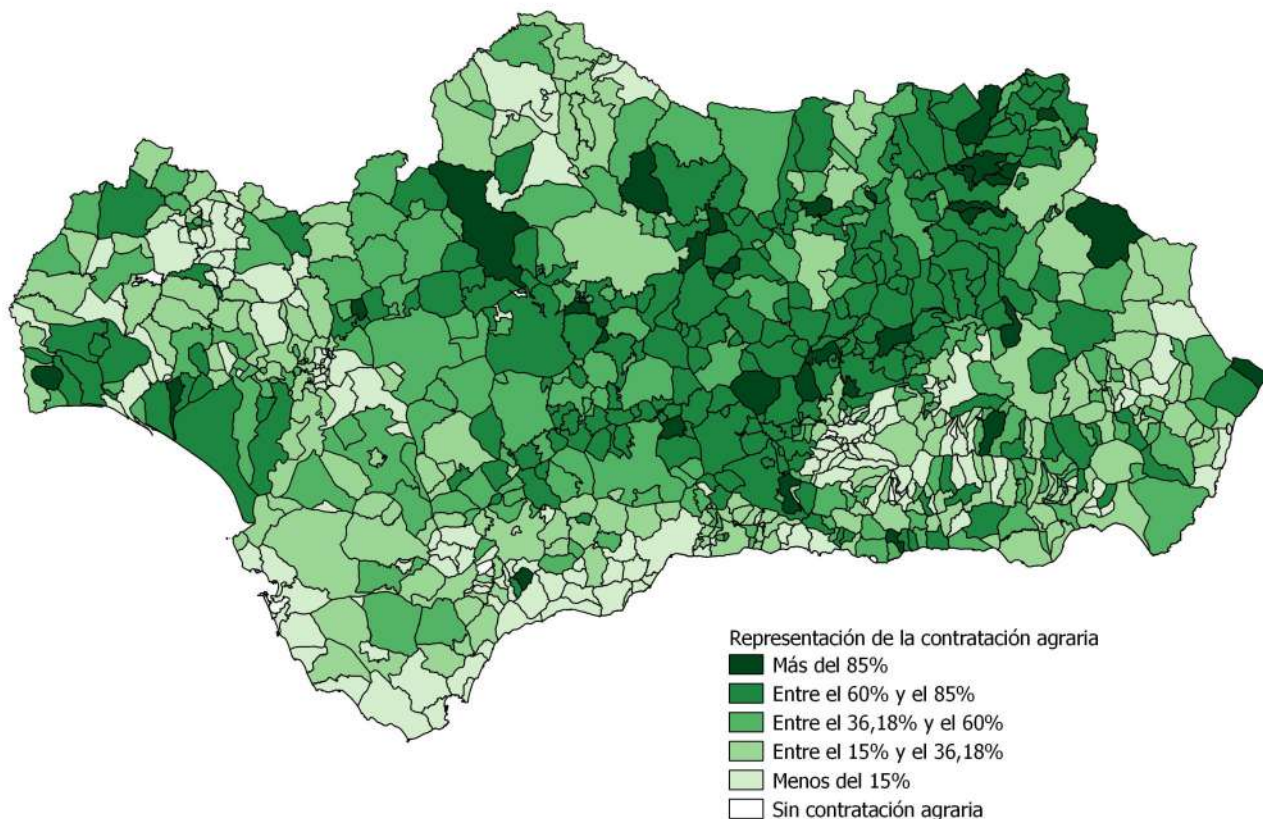 Representación de la contratación agraria
Más del 85%
Entre el 60% y el 85%
Entre el 36,18% y el 60%
Entre el 15% y el 36,18%
Menos del 15%
Sin contratación agraria